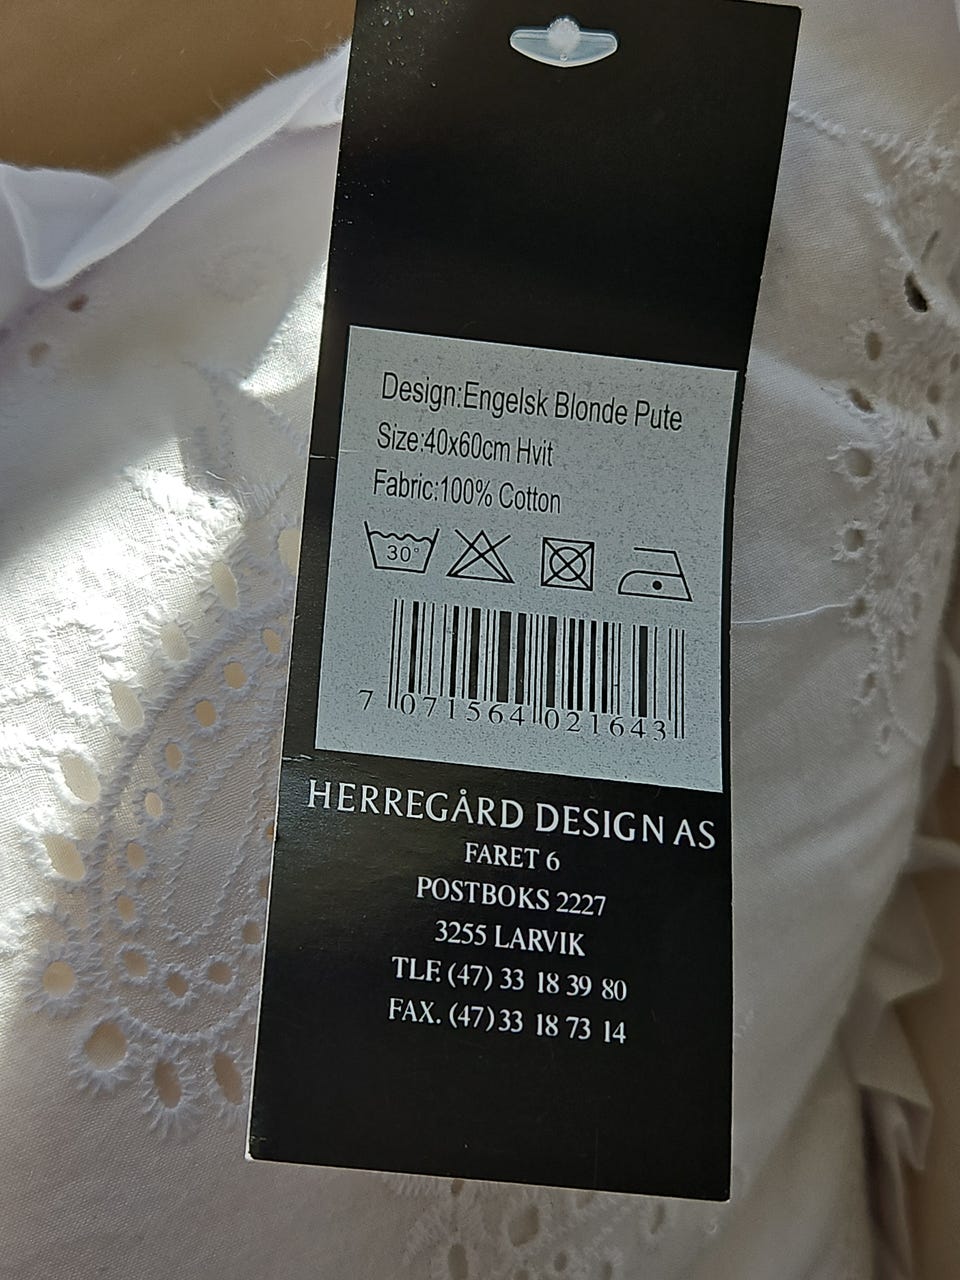 Design:Engelsk Blonde Pute
Size:40x60cm Hvit
Fabric:100% Cotton
30°
7 071564 021643
HERREGÅRD DESIGN AS
FARET 6
POSTBOKS 2227
3255 LARVIK
TLF. (47) 33 18 39 80
FAX. (47) 33 18 73 14